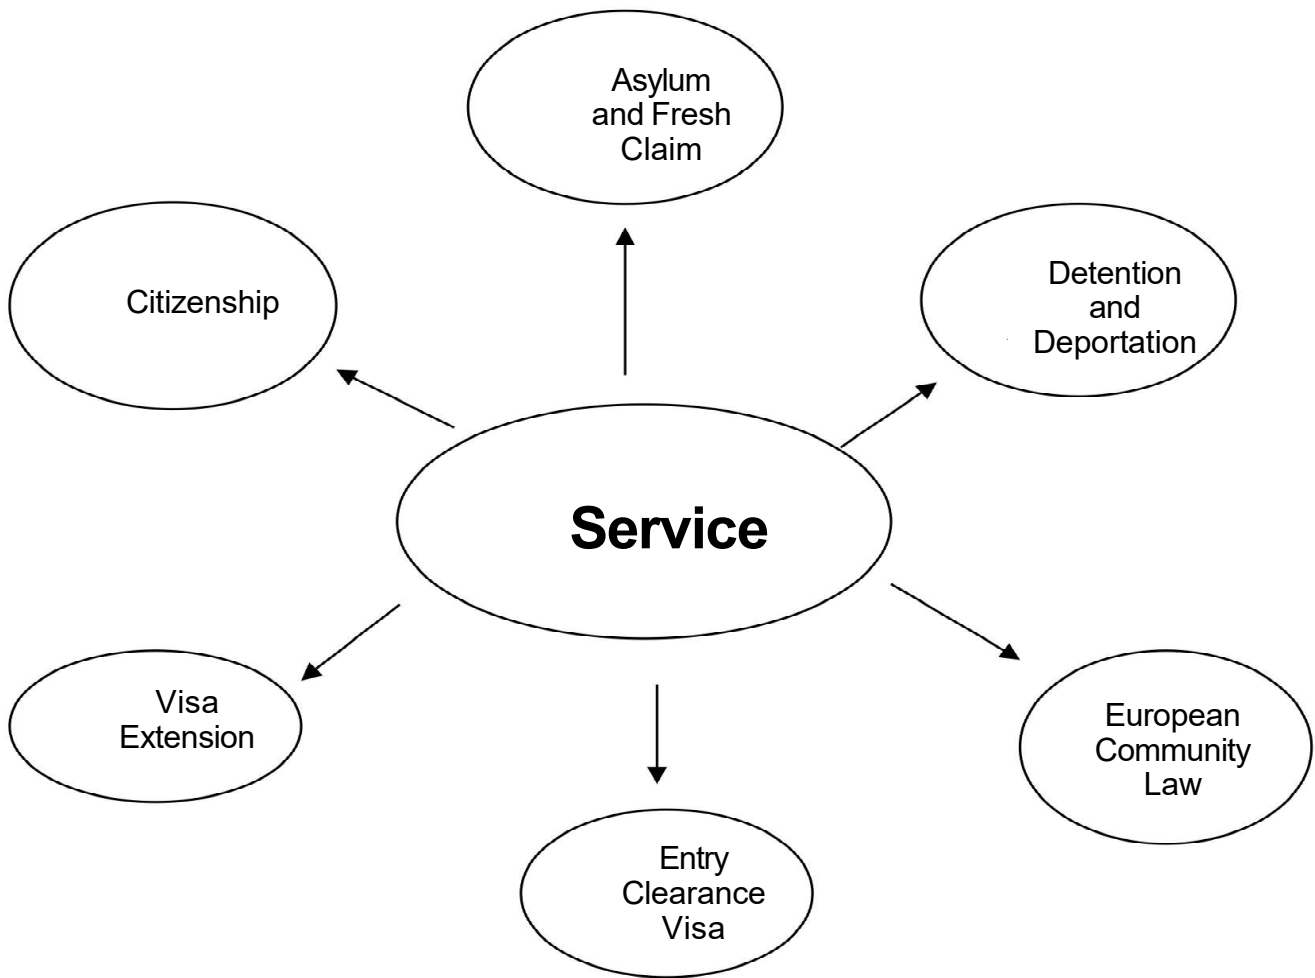 Asylum
and Fresh
Claim
Citizenship
Detention
and
Deportation
Service
Visa
Extension
European
Community
Law
Entry
Clearance
Visa